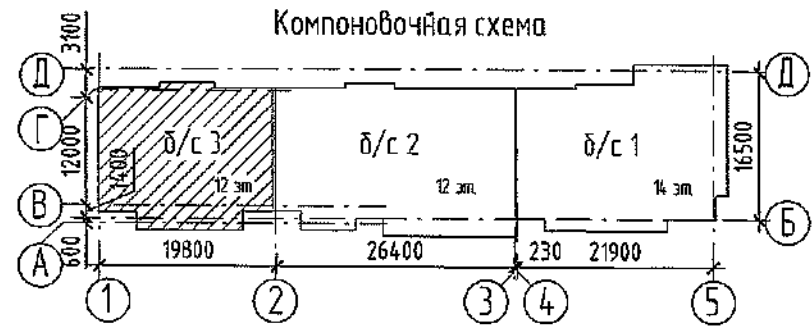 Компоновочная схема
3100
Д
Д
Г
12000
1400
б/с 3
б/с 2
б/с 1
16500
12 эт.
12 эт.
14 эт.
В
Б
А
600
19800
26400
230
21900
1
2
3
4
5